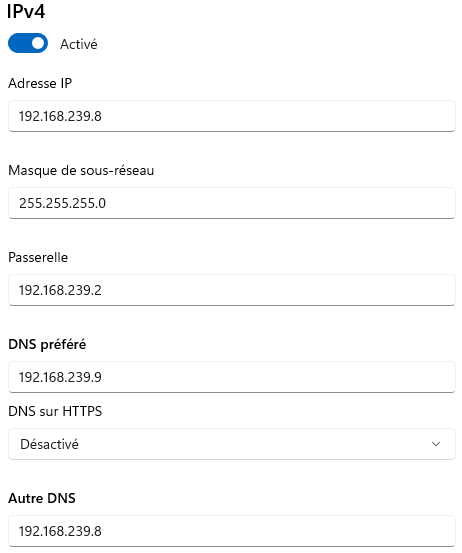 IPv4
Activé
Adresse IP
192.168.239.8
Masque de sous-réseau
255.255.255.0
Passerelle
192.168.239.2
DNS préféré
192.168.239.9
DNS sur HTTPS
Désactivé
Autre DNS
192.168.239.8